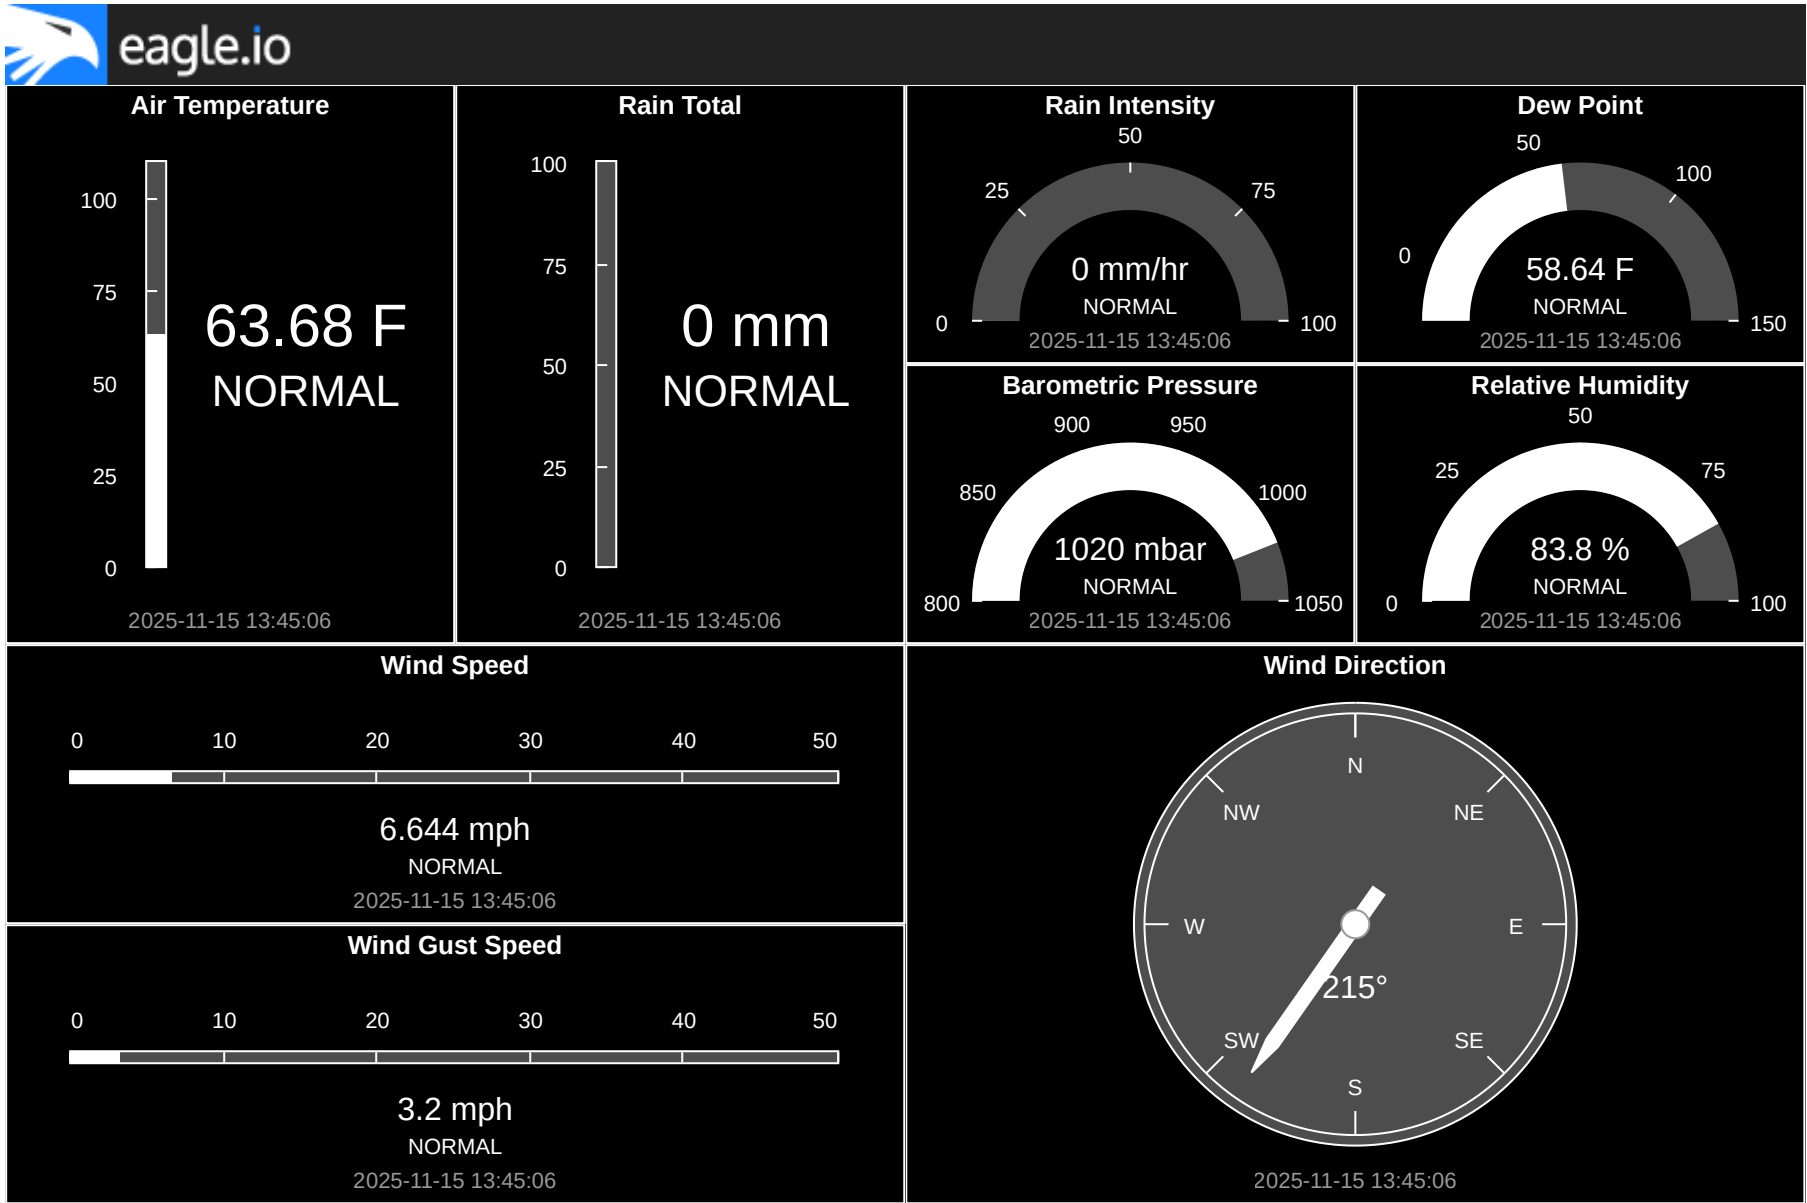 eagle.io
Air Temperature
100
75
50
25
0
63.68 F
NORMAL
2025-11-15 13:45:06
Rain Total
100
75
50
25
0
0 mm
NORMAL
2025-11-15 13:45:06
Rain Intensity
50
25
75
0
100
0 mm/hr
NORMAL
2025-11-15 13:45:06
Dew Point
50
100
0
150
58.64 F
NORMAL
2025-11-15 13:45:06
Barometric Pressure
900
950
850
1000
800
1050
1020 mbar
NORMAL
2025-11-15 13:45:06
Relative Humidity
50
25
75
0
100
83.8 %
NORMAL
2025-11-15 13:45:06
Wind Speed
0 10 20 30 40 50
6.644 mph
NORMAL
2025-11-15 13:45:06
Wind Gust Speed
0 10 20 30 40 50
3.2 mph
NORMAL
2025-11-15 13:45:06
Wind Direction
N
NW
NE
W
E
215°
SW
SE
S
2025-11-15 13:45:06